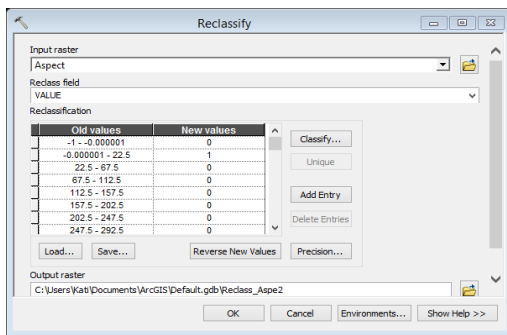 Reclassify
Input raster
Aspect
Reclass field
VALUE
Reclassification
Old values New values
-1 - -0.000001 0
-0.000001 - 22.5 1
22.5 - 67.5 0
67.5 - 112.5 0
112.5 - 157.5 0
157.5 - 202.5 0
202.5 - 247.5 0
247.5 - 292.5 0
Classify...
Unique
Add Entry
Delete Entries
Load... Save... Reverse New Values Precision...
Output raster
C:\Users\Kati\Documents\ArcGIS\Default.gdb\Reclass_Aspe2
OK Cancel Environments... Show Help >>